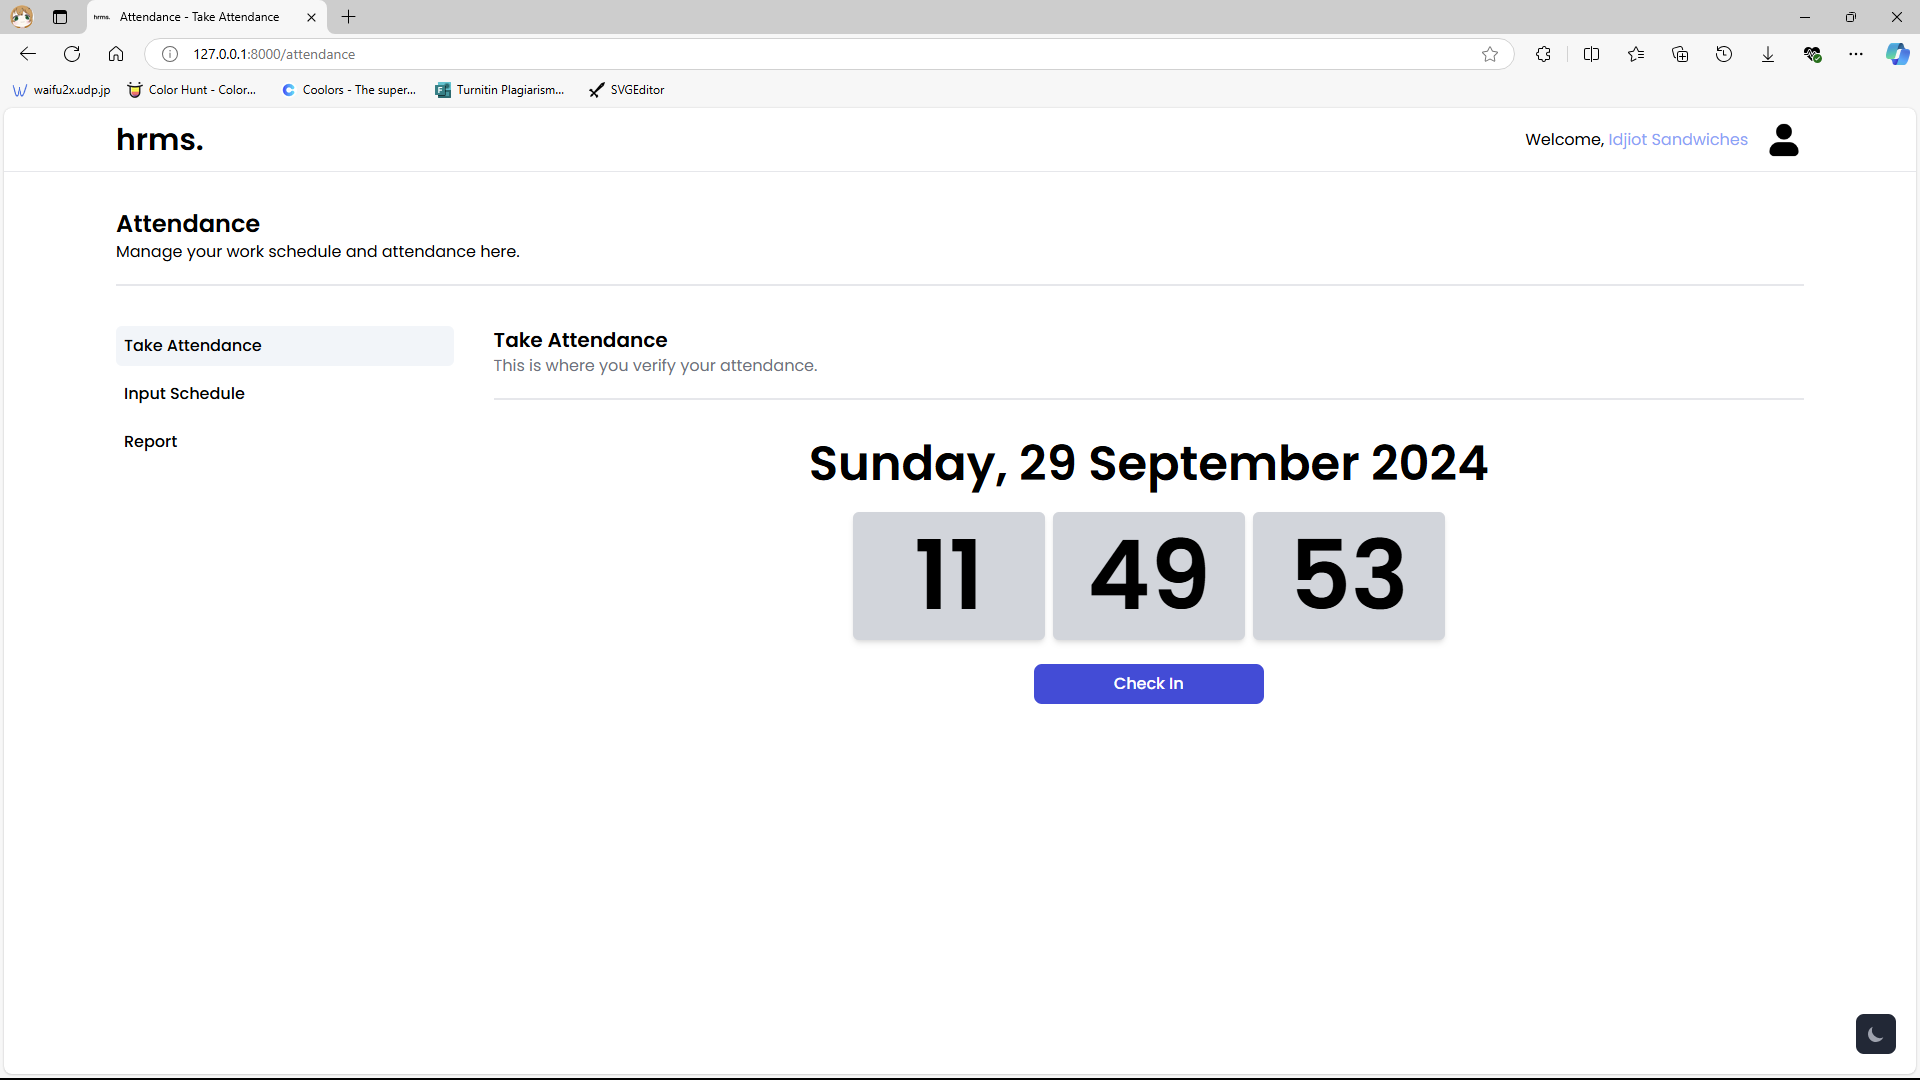 hrms. Attendance - Take Attendance
127.0.0.1:8000/attendance
waifu2x.udp.jp Color Hunt - Color... Coolors - The super... Turnitin Plagiarism... SVGEditor
hrms. Welcome, Idjiot Sandwiches
Attendance
Manage your work schedule and attendance here.
Take Attendance
Input Schedule
Report
Take Attendance
This is where you verify your attendance.
Sunday, 29 September 2024
11 49 53
Check In